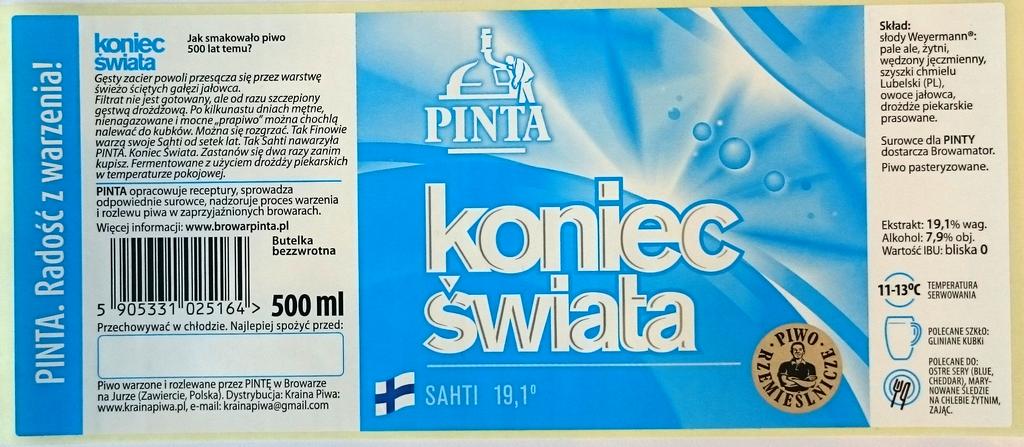 PINTA. Radość z warzenia!
koniec
świata
Jak smakowało piwo
500 lat temu?
Gęsty zacier powoli przesącza się przez warstwę
świeżo ściętych gałęzi jałowca.
Filtrat nie jest gotowany, ale od razu szczepiony
gęstwą drożdżową. Po kilkunastu dniach mętne,
nienagazowane i mocne „prapiwo" można chochlą
nalewać do kubków. Można się rozgrzać. Tak Finowie
warzą swoje Sahti od setek lat. Tak Sahti nawarzyła
PINTA. Koniec Świata. Zastanów się dwa razy zanim
kupisz. Fermentowane z użyciem drożdży piekarskich
w temperaturze pokojowej.
PINTA opracowuje receptury, sprowadza
odpowiednie surowce, nadzoruje proces warzenia
i rozlewu piwa w zaprzyjaźnionych browarach.
Więcej informacji: www.browarpinta.pl
Butelka
bezzwrotna
5 905331 025164 >
500 ml
Przechowywać w chłodzie. Najlepiej spożyć przed:
Piwo warzone i rozlewane przez PINTĘ w Browarze
na Jurze (Zawiercie, Polska). Dystrybucja: Kraina Piwa:
www.krainapiwa.pl, e-mail: krainapiwa@gmail.com
PINTA
koniec
świata
SAHTI 19,1⁰
· PIWO ·
RZEMIEŚLNICZE
Skład:
słody Weyermann®:
pale ale, żytni,
wędzony jęczmienny,
szyszki chmielu
Lubelski (PL),
owoce jałowca,
drożdże piekarskie
prasowane.
Surowce dla PINTY
dostarcza Browamator.
Piwo pasteryzowane.
Ekstrakt: 19,1% wag.
Alkohol: 7,9% obj.
Wartość IBU: bliska 0
11-13ºC
TEMPERATURA
SERWOWANIA
POLECANE SZKŁO:
GLINIANE KUBKI
POLECANE DO:
OSTRE SERY (BLUE,
CHEDDAR), MARY-
NOWANE ŚLEDZIE
NA CHLEBIE ŻYTNIM,
ZAJĄC.